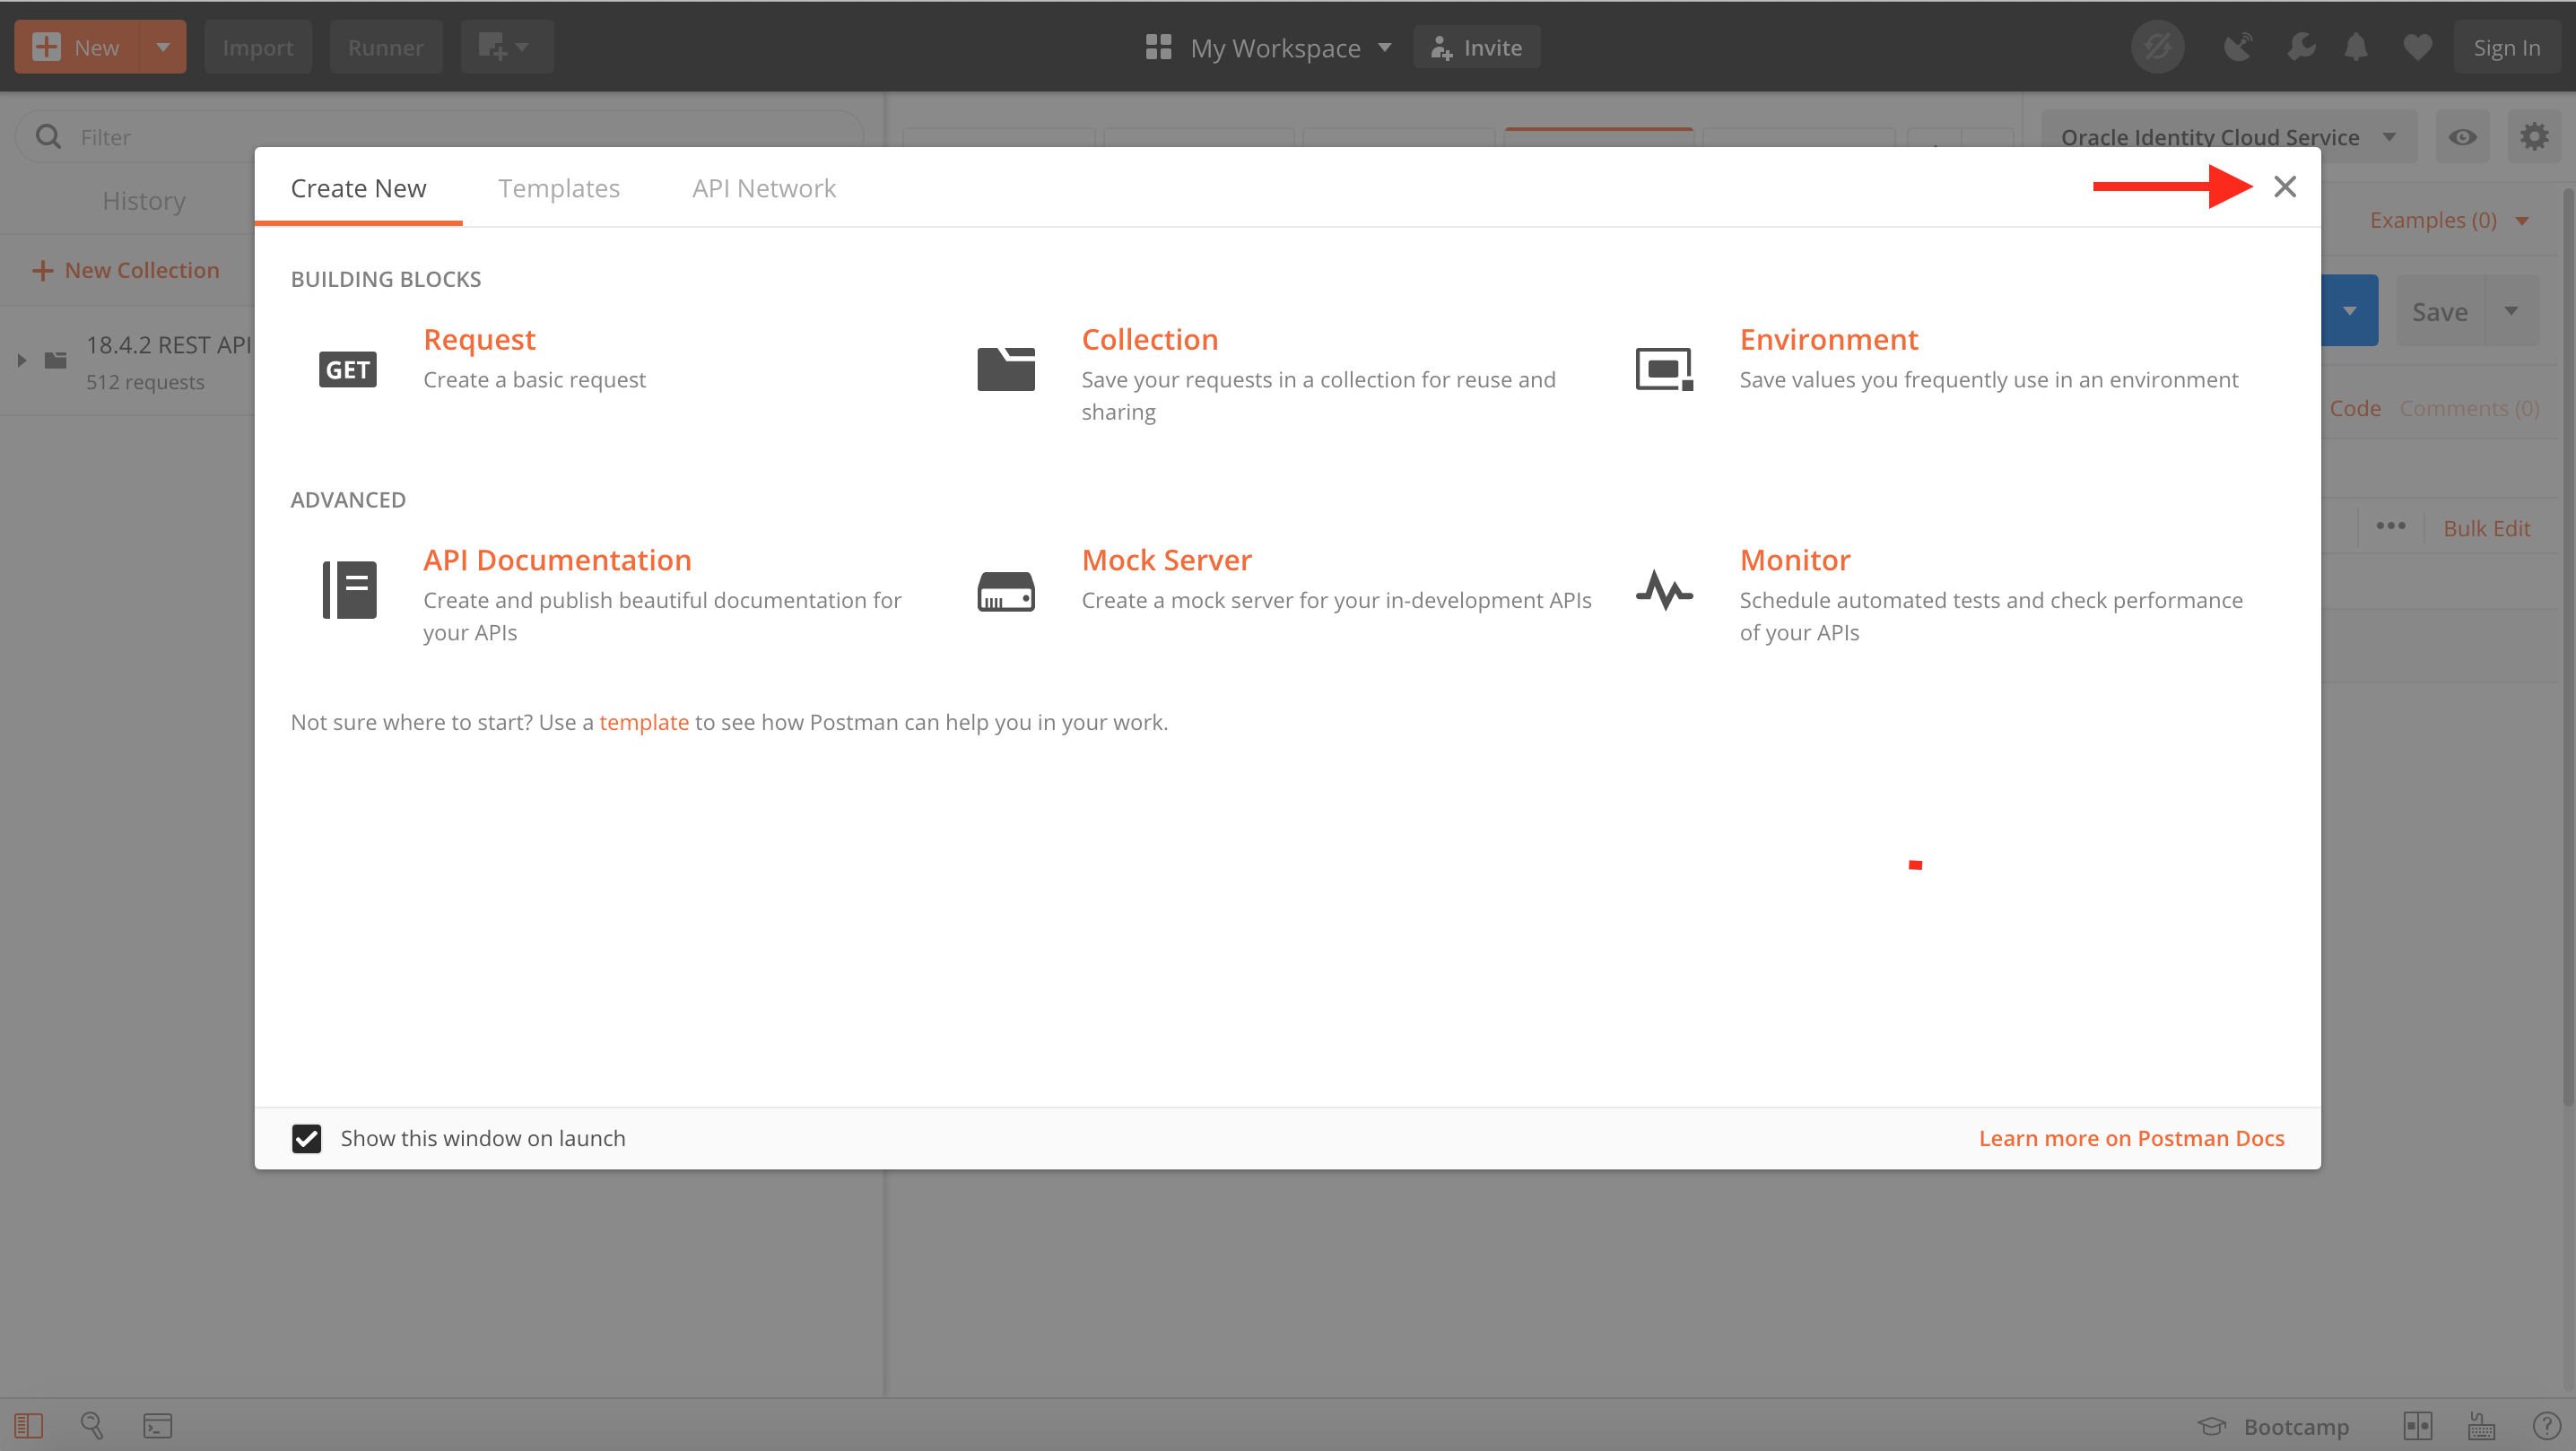 New
Import
Runner
My Workspace
Invite
Sign In
Filter
Oracle Identity Cloud Service
History
Create New
Templates
API Network
Examples (0)
New Collection
BUILDING BLOCKS
18.4.2 REST API
512 requests
GET
Request
Create a basic request
Collection
Save your requests in a collection for reuse and
sharing
Environment
Save values you frequently use in an environment
Save
Code
Comments (0)
ADVANCED
Bulk Edit
API Documentation
Create and publish beautiful documentation for
your APIs
Mock Server
Create a mock server for your in-development APIs
Monitor
Schedule automated tests and check performance
of your APIs
Not sure where to start? Use a template to see how Postman can help you in your work.
Show this window on launch
Learn more on Postman Docs
Bootcamp